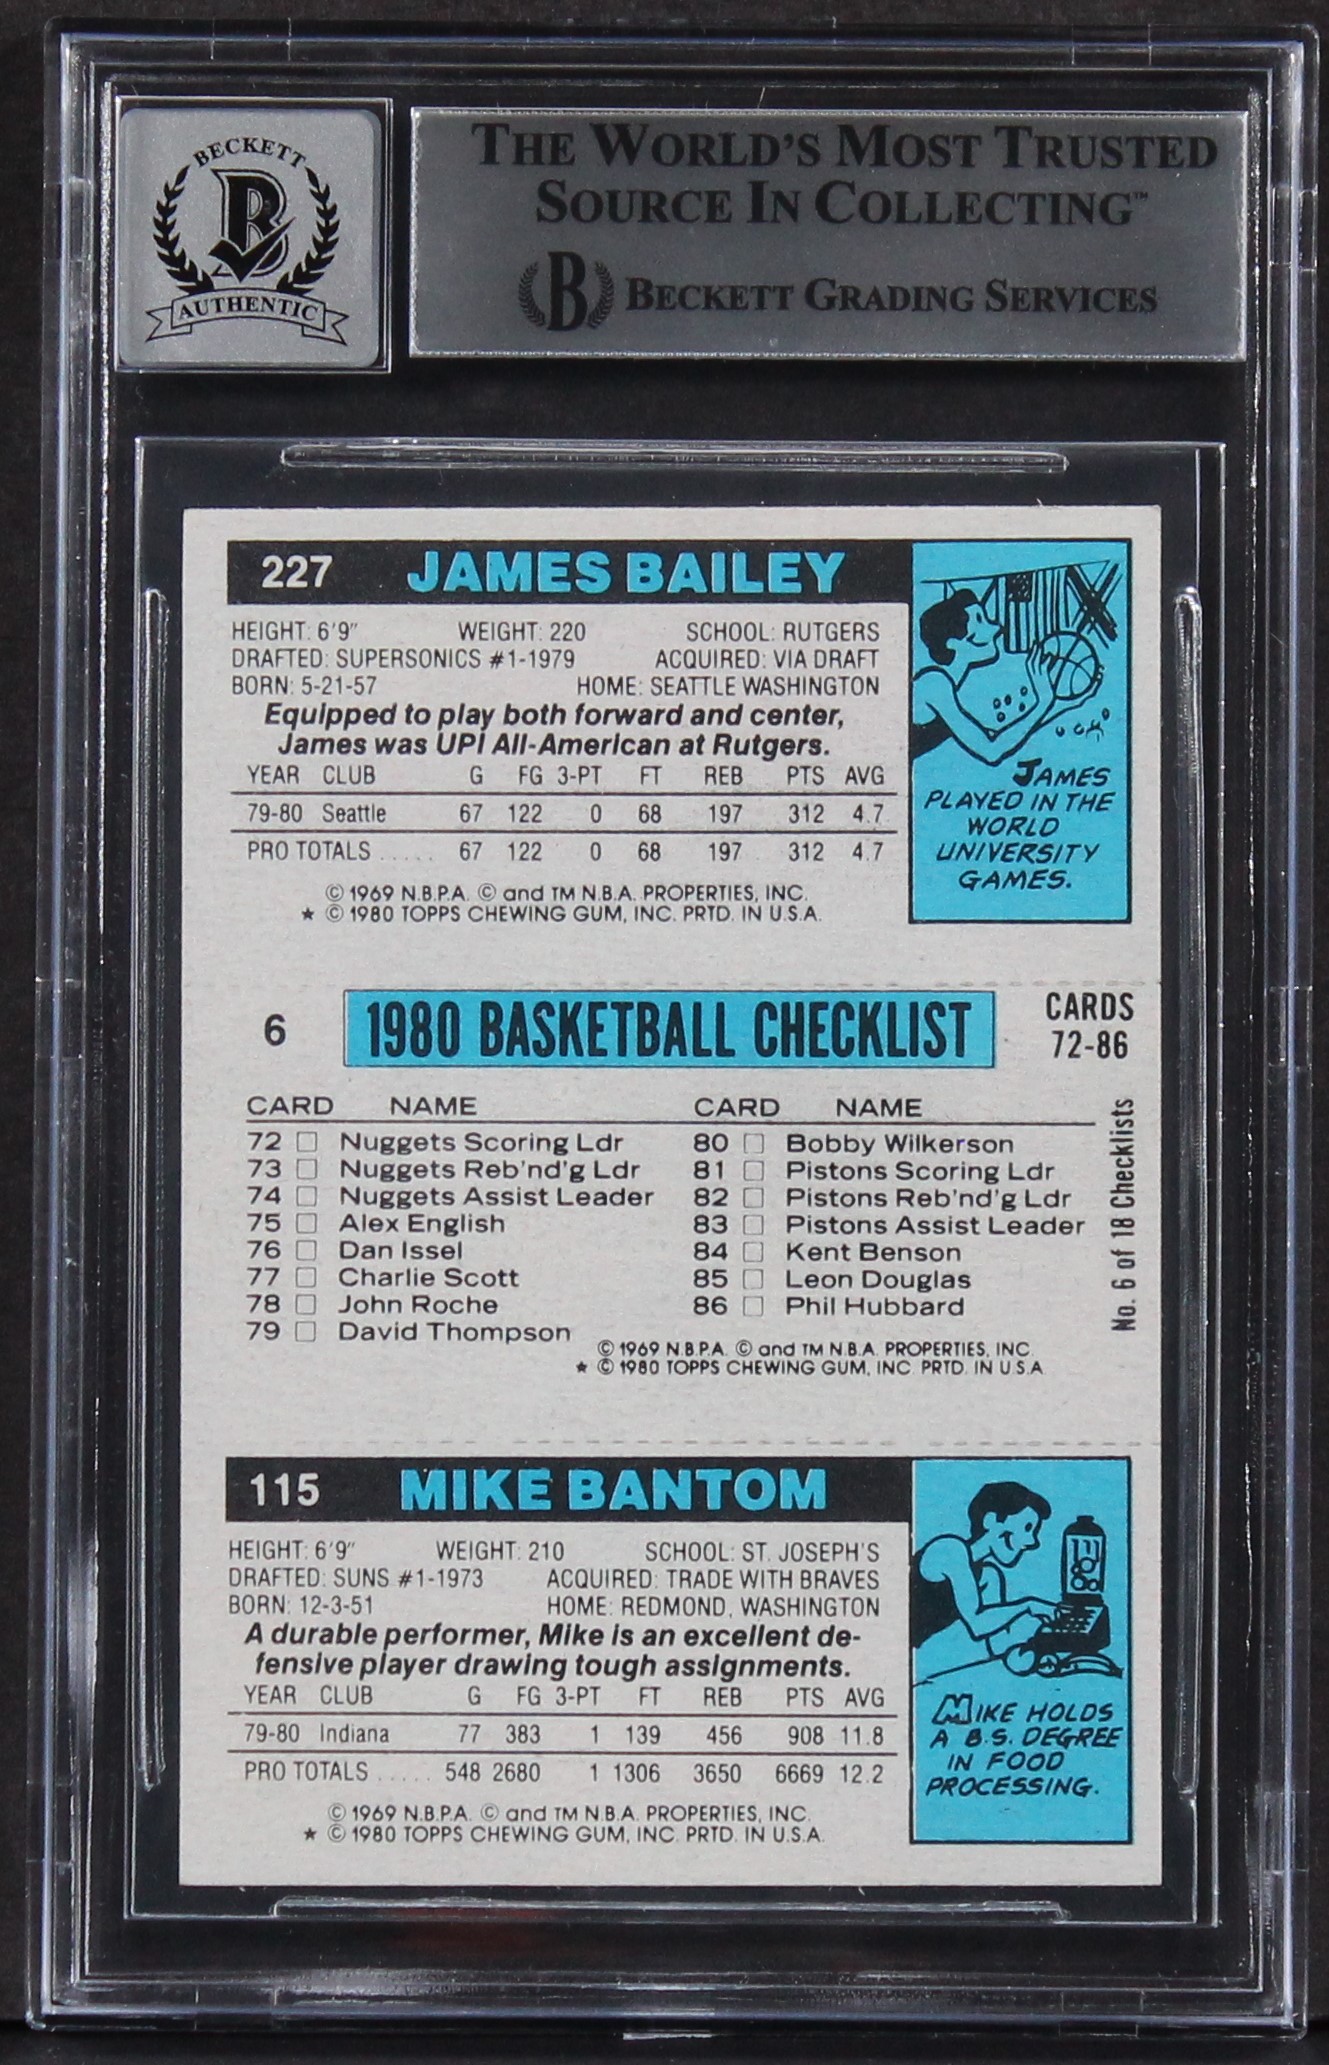 BECKETT
B
AUTHENTIC
THE WORLD'S MOST TRUSTED
SOURCE IN COLLECTING™
B BECKETT GRADING SERVICES
227 JAMES BAILEY
HEIGHT: 6'9" WEIGHT: 220 SCHOOL: RUTGERS
DRAFTED: SUPERSONICS #1-1979 ACQUIRED: VIA DRAFT
BORN: 5-21-57 HOME: SEATTLE WASHINGTON
Equipped to play both forward and center,
James was UPI All-American at Rutgers.
YEAR CLUB G FG 3-PT FT REB PTS AVG
79-80 Seattle 67 122 0 68 197 312 4.7
PRO TOTALS ..... 67 122 0 68 197 312 4.7
© 1969 N.B.P.A. © and TM N.B.A. PROPERTIES, INC.
★ © 1980 TOPPS CHEWING GUM, INC. PRTD. IN U.S.A.
JAMES
PLAYED IN THE
WORLD
UNIVERSITY
GAMES.
6 1980 BASKETBALL CHECKLIST CARDS
72-86
CARD NAME CARD NAME
72 □ Nuggets Scoring Ldr 80 □ Bobby Wilkerson
73 □ Nuggets Reb'nd'g Ldr 81 □ Pistons Scoring Ldr
74 □ Nuggets Assist Leader 82 □ Pistons Reb'nd'g Ldr
75 □ Alex English 83 □ Pistons Assist Leader
76 □ Dan Issel 84 □ Kent Benson
77 □ Charlie Scott 85 □ Leon Douglas
78 □ John Roche 86 □ Phil Hubbard
79 □ David Thompson
© 1969 N.B.P.A. © and TM N.B.A. PROPERTIES, INC.
★ © 1980 TOPPS CHEWING GUM, INC. PRTD. IN U.S.A.
No. 6 of 18 Checklists
115 MIKE BANTOM
HEIGHT: 6'9" WEIGHT: 210 SCHOOL: ST. JOSEPH'S
DRAFTED: SUNS #1-1973 ACQUIRED: TRADE WITH BRAVES
BORN: 12-3-51 HOME: REDMOND, WASHINGTON
A durable performer, Mike is an excellent de-
fensive player drawing tough assignments.
YEAR CLUB G FG 3-PT FT REB PTS AVG
79-80 Indiana 77 383 1 139 456 908 11.8
PRO TOTALS ..... 548 2680 1 1306 3650 6669 12.2
© 1969 N.B.P.A. © and TM N.B.A. PROPERTIES, INC.
★ © 1980 TOPPS CHEWING GUM, INC. PRTD. IN U.S.A.
MIKE HOLDS
A B.S. DEGREE
IN FOOD
PROCESSING.